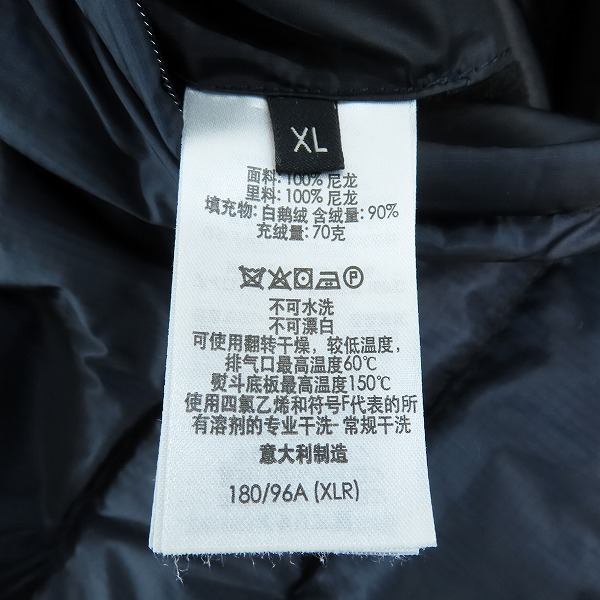 XL
面料: 100% 尼龙
里料: 100% 尼龙
填充物: 白鹅绒 含绒量: 90%
充绒量: 70克
P
不可水洗
不可漂白
可使用翻转干燥，较低温度，
排气口最高温度60℃
熨斗底板最高温度150℃
使用四氯乙烯和符号F代表的所
有溶剂的专业干洗- 常规干洗
意大利制造
180/96A (XLR)